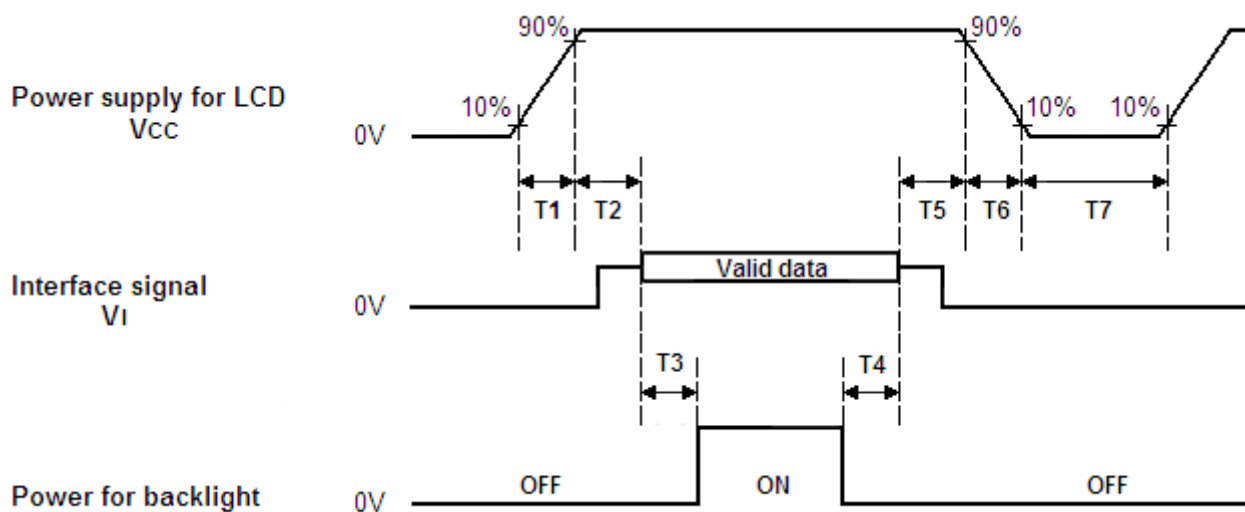 90%
90%
Power supply for LCD
VCC
10%
10%
10%
0V
T1
T2
T5
T6
T7
Valid data
Interface signal
VI
0V
T3
T4
OFF
ON
OFF
Power for backlight
0V